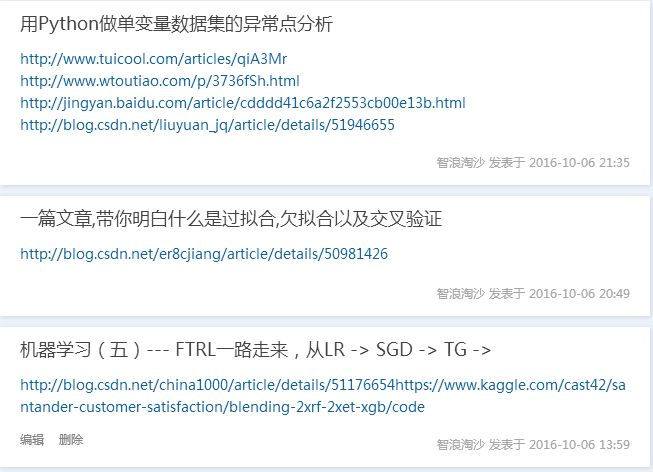 用Python做单变量数据集的异常点分析
http://www.tuicool.com/articles/qiA3Mr
http://www.wtoutiao.com/p/3736fSh.html
http://jingyan.baidu.com/article/cdddd41c6a2f2553cb00e13b.html
http://blog.csdn.net/liuyuan_jq/article/details/51946655
智浪淘沙 发表于 2016-10-06 21:35
一篇文章,带你明白什么是过拟合,欠拟合以及交叉验证
http://blog.csdn.net/er8cjiang/article/details/50981426
智浪淘沙 发表于 2016-10-06 20:49
机器学习（五）--- FTRL一路走来，从LR -> SGD -> TG ->
http://blog.csdn.net/china1000/article/details/51176654https://www.kaggle.com/cast42/sa
ntander-customer-satisfaction/blending-2xrf-2xet-xgb/code
编辑 删除 智浪淘沙 发表于 2016-10-06 13:59